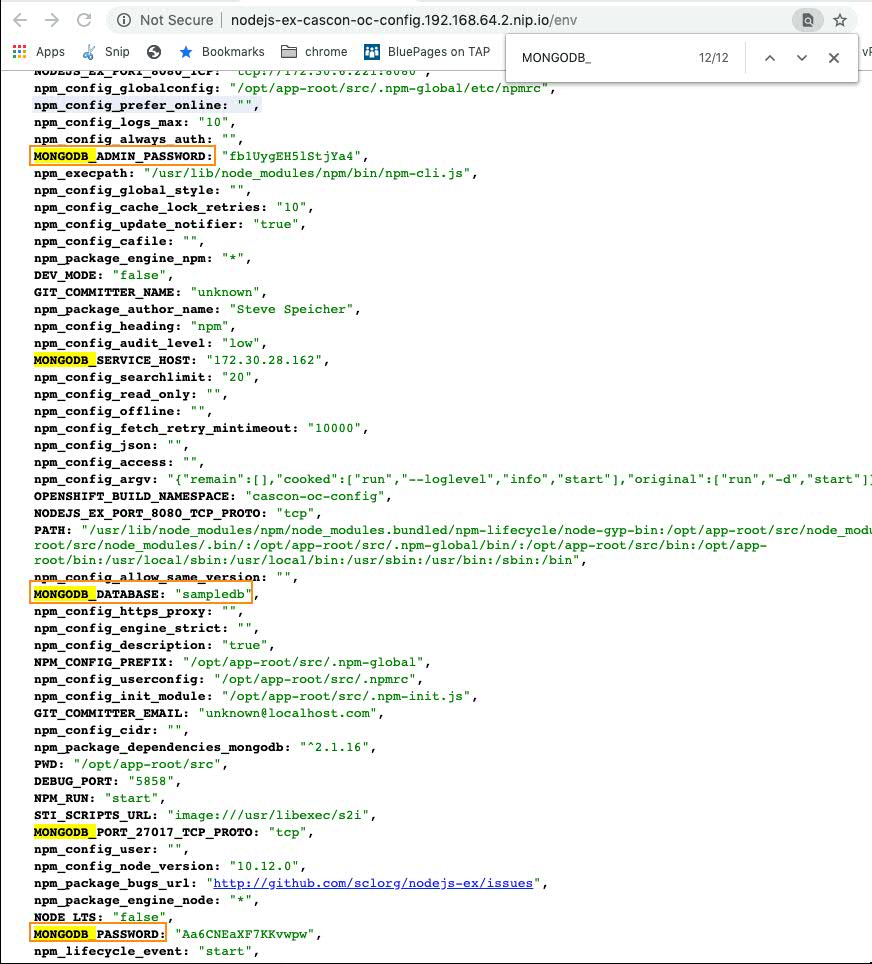 Not Secure | nodejs-ex-cascon-oc-config.192.168.64.2.nip.io/env
Apps Snip Bookmarks chrome BluePages on TAP
MONGODB_ 12/12
NODEJS_EX_PORT_8080_TCP: "tcp://172.30.6.221:8080",
npm_config_globalconfig: "/opt/app-root/src/.npm-global/etc/npmrc",
npm_config_prefer_online: "",
npm_config_logs_max: "10",
npm_config_always_auth: "",
MONGODB_ADMIN_PASSWORD: "fb1UygEH5lStjYa4",
npm_execpath: "/usr/lib/node_modules/npm/bin/npm-cli.js",
npm_config_global_style: "",
npm_config_cache_lock_retries: "10",
npm_config_update_notifier: "true",
npm_config_cafile: "",
npm_package_engine_npm: "*",
DEV_MODE: "false",
GIT_COMMITTER_NAME: "unknown",
npm_package_author_name: "Steve Speicher",
npm_config_heading: "npm",
npm_config_audit_level: "low",
MONGODB_SERVICE_HOST: "172.30.28.162",
npm_config_searchlimit: "20",
npm_config_read_only: "",
npm_config_offline: "",
npm_config_fetch_retry_mintimeout: "10000",
npm_config_json: "",
npm_config_access: "",
npm_config_argv: "{"remain":[],"cooked":["run","--loglevel","info","start"],"original":["run","-d","start"]}
OPENSHIFT_BUILD_NAMESPACE: "cascon-oc-config",
NODEJS_EX_PORT_8080_TCP_PROTO: "tcp",
PATH: "/usr/lib/node_modules/npm/node_modules.bundled/npm-lifecycle/node-gyp-bin:/opt/app-root/src/node_modu
root/src/node_modules/.bin/:/opt/app-root/src/.npm-global/bin/:/opt/app-root/src/bin:/opt/app-
root/bin:/usr/local/sbin:/usr/local/bin:/usr/sbin:/usr/bin:/sbin:/bin",
npm_config_allow_same_version: "",
MONGODB_DATABASE: "sampledb",
npm_config_https_proxy: "",
npm_config_engine_strict: "",
npm_config_description: "true",
NPM_CONFIG_PREFIX: "/opt/app-root/src/.npm-global",
npm_config_userconfig: "/opt/app-root/src/.npmrc",
npm_config_init_module: "/opt/app-root/src/.npm-init.js",
GIT_COMMITTER_EMAIL: "unknown@localhost.com",
npm_config_cidr: "",
npm_package_dependencies_mongodb: "^2.1.16",
PWD: "/opt/app-root/src",
DEBUG_PORT: "5858",
NPM_RUN: "start",
STI_SCRIPTS_URL: "image:///usr/libexec/s2i",
MONGODB_PORT_27017_TCP_PROTO: "tcp",
npm_config_user: "",
npm_config_node_version: "10.12.0",
npm_package_bugs_url: "http://github.com/sclorg/nodejs-ex/issues",
npm_package_engine_node: "*",
NODE_LTS: "false",
MONGODB_PASSWORD: "Aa6CNEaXF7KKvwpw",
npm_lifecycle_event: "start",